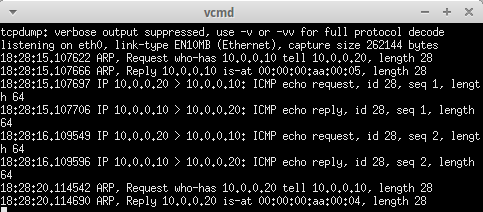 vcmd
tcpdump: verbose output suppressed, use -v or -vv for full protocol decode
listening on eth0, link-type EN10MB (Ethernet), capture size 262144 bytes
18:28:15.107622 ARP, Request who-has 10.0.0.10 tell 10.0.0.20, length 28
18:28:15.107666 ARP, Reply 10.0.0.10 is-at 00:00:00:aa:00:05, length 28
18:28:15.107697 IP 10.0.0.20 > 10.0.0.10: ICMP echo request, id 28, seq 1, lengt
h 64
18:28:15.107706 IP 10.0.0.10 > 10.0.0.20: ICMP echo reply, id 28, seq 1, length
64
18:28:16.109549 IP 10.0.0.20 > 10.0.0.10: ICMP echo request, id 28, seq 2, lengt
h 64
18:28:16.109596 IP 10.0.0.10 > 10.0.0.20: ICMP echo reply, id 28, seq 2, length
64
18:28:20.114542 ARP, Request who-has 10.0.0.20 tell 10.0.0.10, length 28
18:28:20.114690 ARP, Reply 10.0.0.20 is-at 00:00:00:aa:00:04, length 28